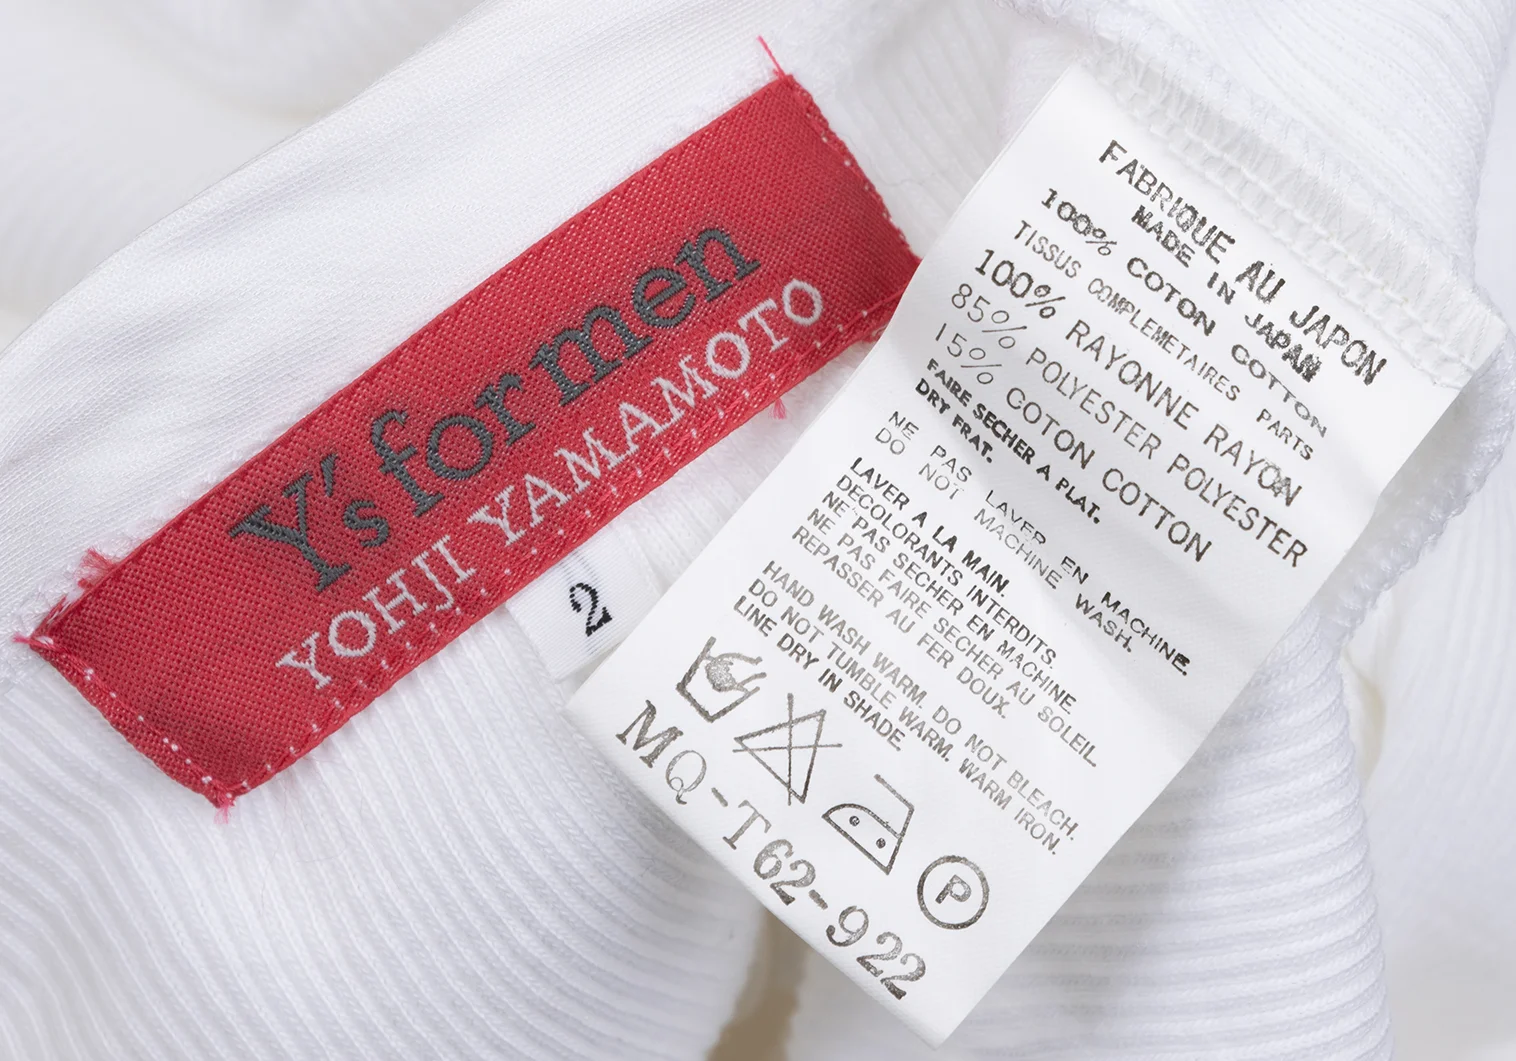 Y's for men
YOHJI YAMAMOTO
2
FABRIQUE AU JAPON
MADE IN JAPAN
100% COTON COTTON
TISSUS COMPLEMETAIRES PARTS
100% RAYONNE RAYON
85% POLYESTER POLYESTER
15% COTON COTTON
FAIRE SECHER A PLAT.
DRY FRAT.
NE PAS LAVER EN MACHINE.
DO NOT MACHINE WASH.
LAVER A LA MAIN.
DECOLORANTS INTERDITS.
NE PAS SECHER EN MACHINE.
NE PAS FAIRE SECHER AU SOLEIL
REPASSER AU FER DOUX.
HAND WASH WARM. DO NOT BLEACH.
DO NOT TUMBLE WARM. WARM IRON.
LINE DRY IN SHADE.
P
MQ-T62-922